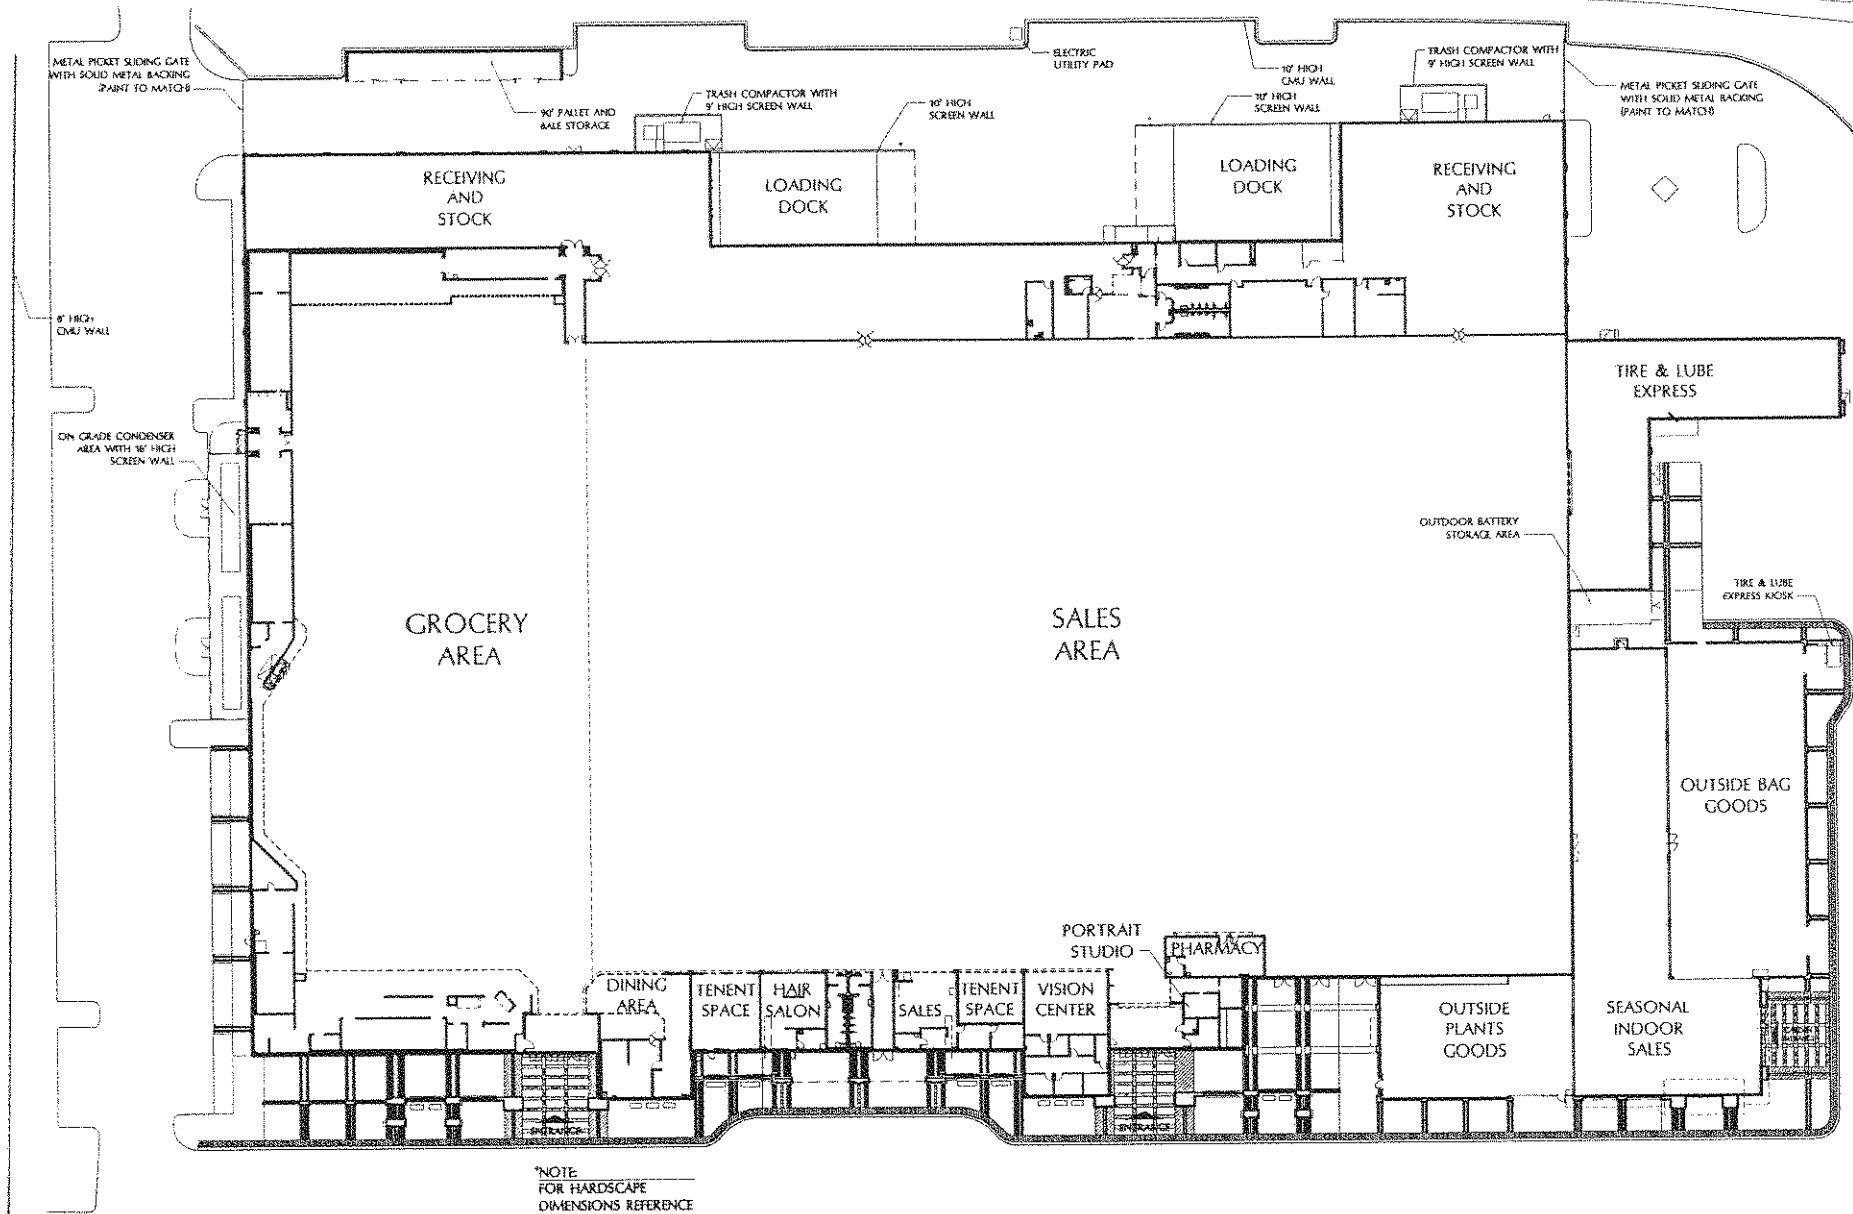 METAL PICKET SLIDING GATE
WITH SOLID METAL BACKING
(PAINT TO MATCH)
90' PALLET AND
BALE STORAGE
TRASH COMPACTOR WITH
9' HIGH SCREEN WALL
10' HIGH
SCREEN WALL
ELECTRIC
UTILITY PAD
10' HIGH
CMU WALL
10' HIGH
SCREEN WALL
TRASH COMPACTOR WITH
9' HIGH SCREEN WALL
METAL PICKET SLIDING GATE
WITH SOLID METAL BACKING
(PAINT TO MATCH)
RECEIVING
AND
STOCK
LOADING
DOCK
LOADING
DOCK
RECEIVING
AND
STOCK
8' HIGH
CMU WALL
TIRE & LUBE
EXPRESS
ON GRADE CONDENSER
AREA WITH 16' HIGH
SCREEN WALL
OUTDOOR BATTERY
STORAGE AREA
TIRE & LUBE
EXPRESS KIOSK
GROCERY
AREA
SALES
AREA
OUTSIDE BAG
GOODS
PORTRAIT
STUDIO
PHARMACY
DINING
AREA
TENENT
SPACE
HAIR
SALON
SALES
TENENT
SPACE
VISION
CENTER
OUTSIDE
PLANTS
GOODS
SEASONAL
INDOOR
SALES
ENTRANCE
ENTRANCE
*NOTE:
FOR HARDSCAPE
DIMENSIONS REFERENCE